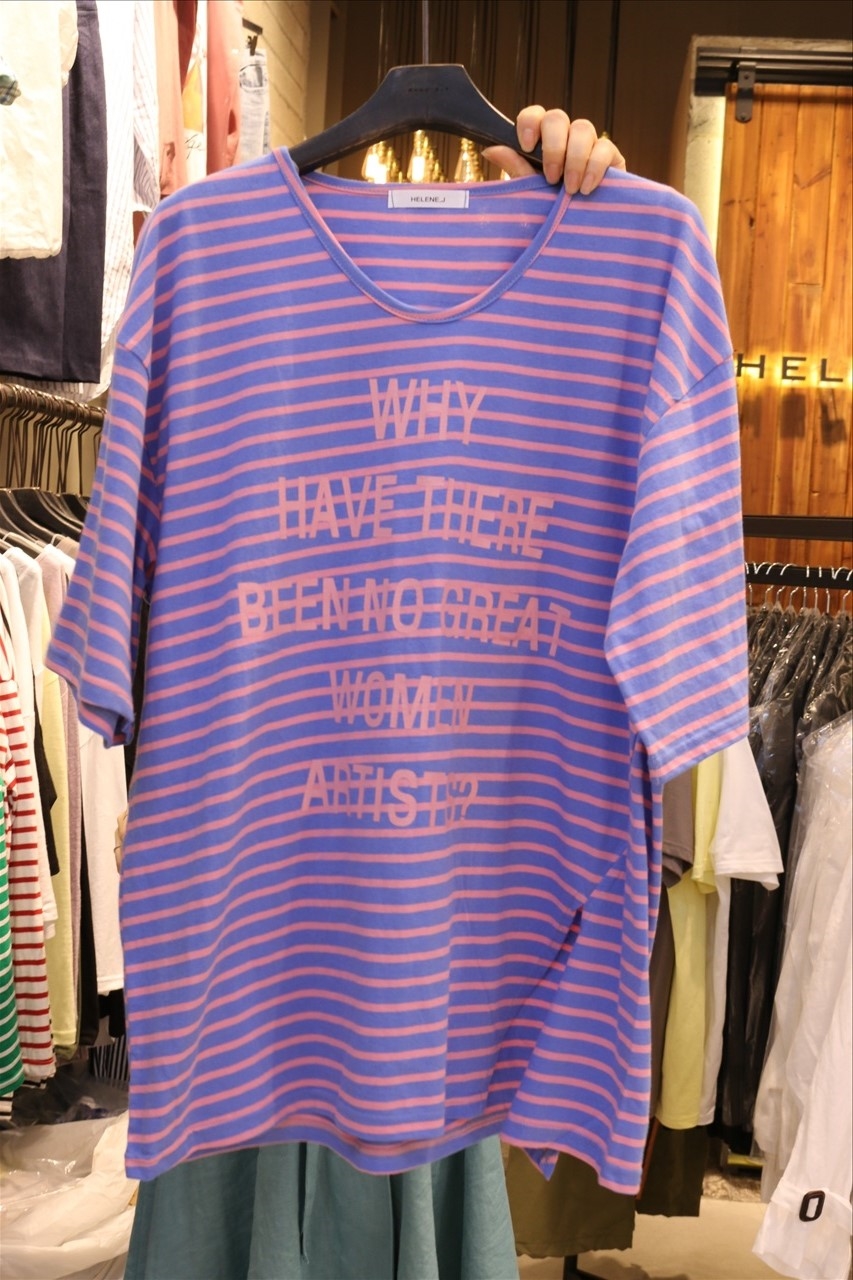 HELENE.J
HEL
WHY
HAVE THERE
BEEN NO GREAT
WOMEN
ARTISTS?
O